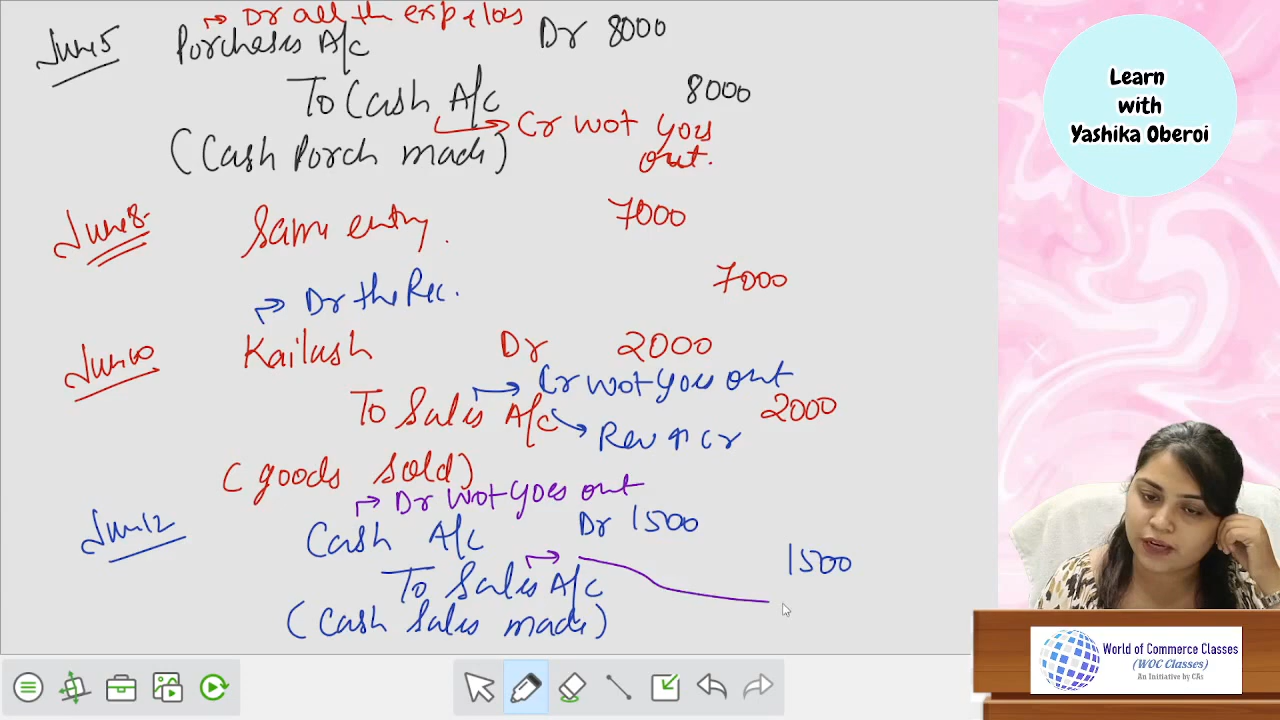 Dr all the exp & loss
June 5 Purchases A/c Dr 8000
To Cash A/c 8000
Cr wot goes out.
(Cash Purch made)
June 8 Same entry. 7000
7000
Dr the Rec.
June 10 Kailash Dr 2000
Cr wot goes out
To Sales A/c 2000
Rev ↑ Cr
(goods sold)
Dr wot goes out
June 12 Cash A/c Dr 1500
1500
To Sales A/c
(Cash Sales made)
Learn
with
Yashika Oberoi
World of Commerce Classes
(WOC Classes)
An Initiative by CAs